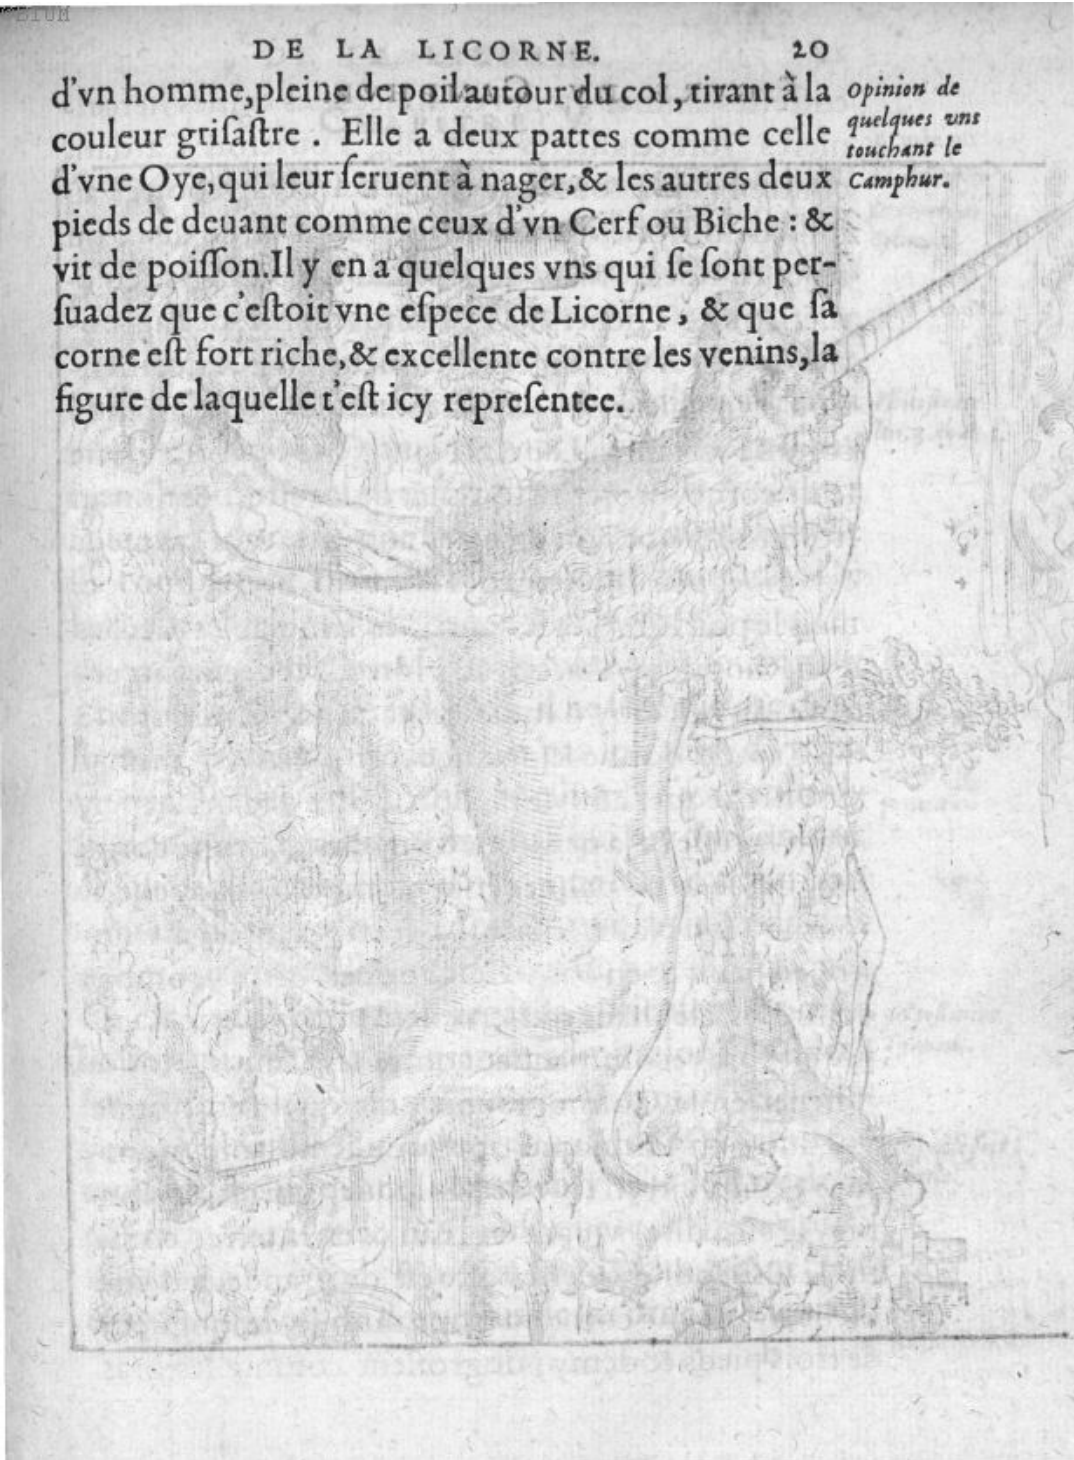 BIUM
DE LA LICORNE. 20
d'vn homme, pleine de poil autour du col, tirant à la
couleur grisaſtre . Elle a deux pattes comme celle
d'vne Oye, qui leur ſeruent à nager, & les autres deux
pieds de deuant comme ceux d'vn Cerf ou Biche : &
vit de poiſſon. Il y en a quelques vns qui ſe ſont per-
ſuadez que c'eſtoit vne eſpece de Licorne, & que ſa
corne eſt fort riche, & excellente contre les venins, la
figure de laquelle t'eſt icy repreſentee.
Opinion de
quelques vns
touchant le
Camphur.